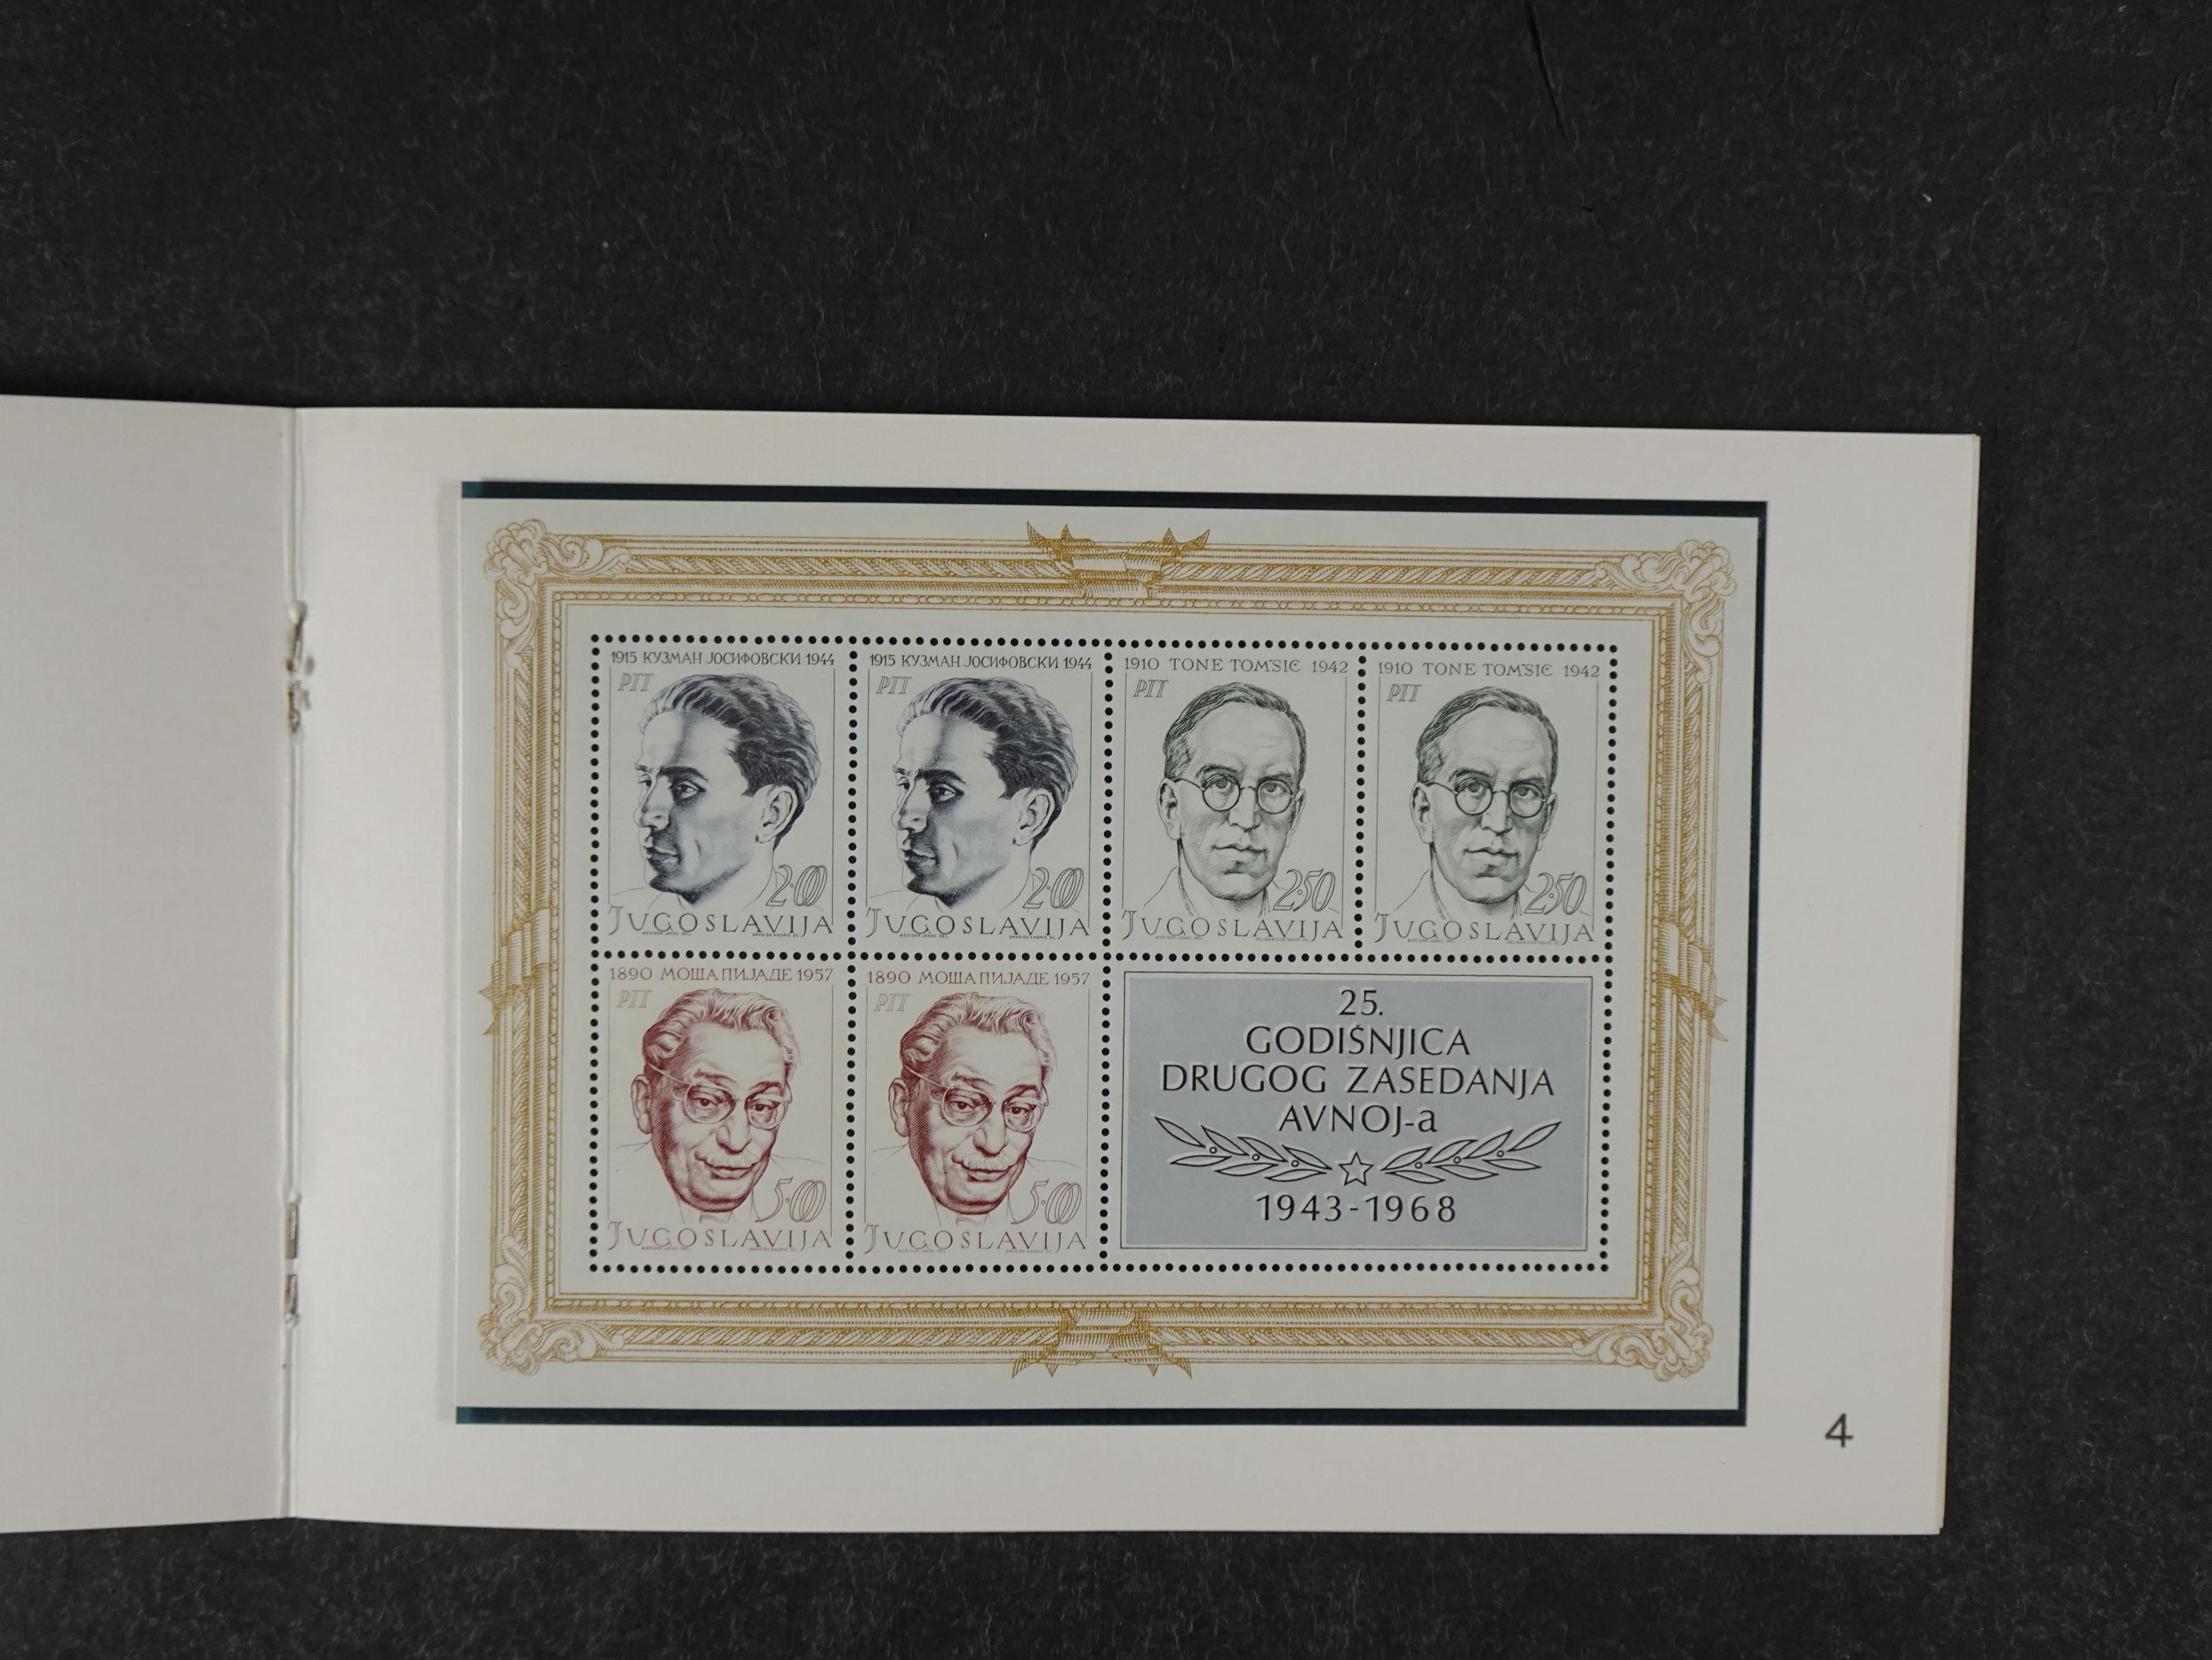 1915 КУЗМАН ЈОСИФОВСКИ 1944
PTT
2·00
JUGOSLAVIJA
1915 КУЗМАН ЈОСИФОВСКИ 1944
PTT
2·00
JUGOSLAVIJA
1910 TONE TOMŠIČ 1942
PTT
2·50
JUGOSLAVIJA
1910 TONE TOMŠIČ 1942
PTT
2·50
JUGOSLAVIJA
1890 МОША ПИЈАДЕ 1957
PTT
5·00
JUGOSLAVIJA
1890 МОША ПИЈАДЕ 1957
PTT
5·00
JUGOSLAVIJA
25.
GODIŠNJICA
DRUGOG ZASEDANJA
AVNOJ-a
1943-1968
4